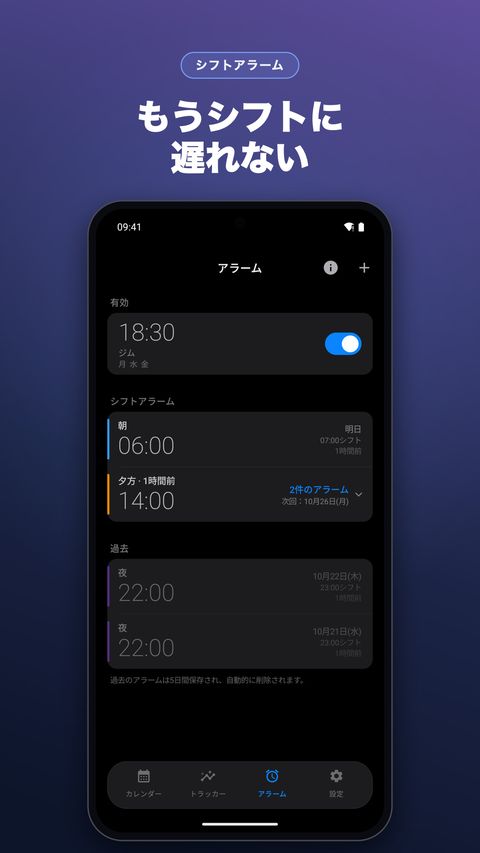 シフトアラーム
もうシフトに
遅れない
09:41
アラーム
有効
18:30
ジム
月 水 金
シフトアラーム
朝
06:00
明日
07:00シフト
1時間前
夕方・1時間前
14:00
2件のアラーム
次回：10月26日(月)
過去
夜
22:00
10月22日(木)
23:00シフト
1時間前
夜
22:00
10月21日(水)
23:00シフト
1時間前
過去のアラームは5日間保存され、自動的に削除されます。
カレンダー
トラッカー
アラーム
設定